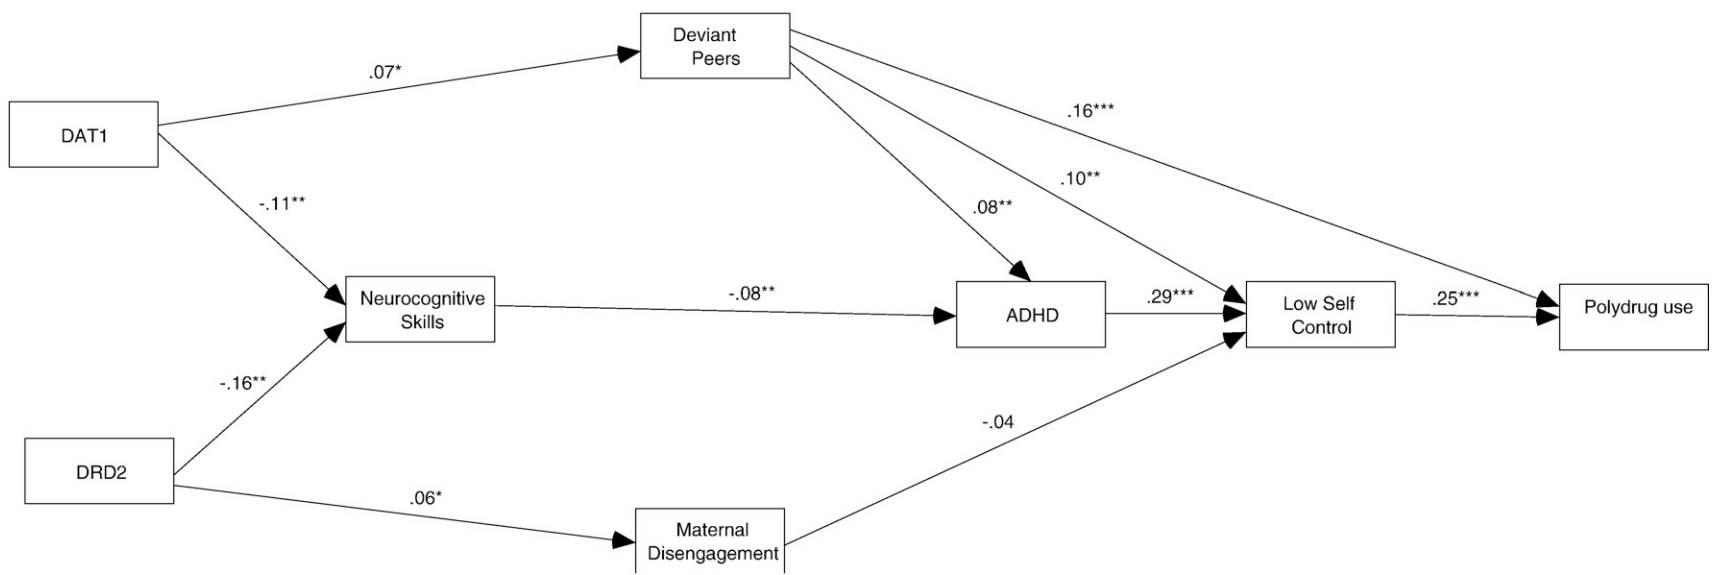 Deviant
Peers
.07*
DAT1
.16***
.10**
-.11**
.08**
Neurocognitive
Skills
-.08**
ADHD
.29***
Low Self
Control
.25***
Polydrug use
-.16**
-.04
DRD2
.06*
Maternal
Disengagement